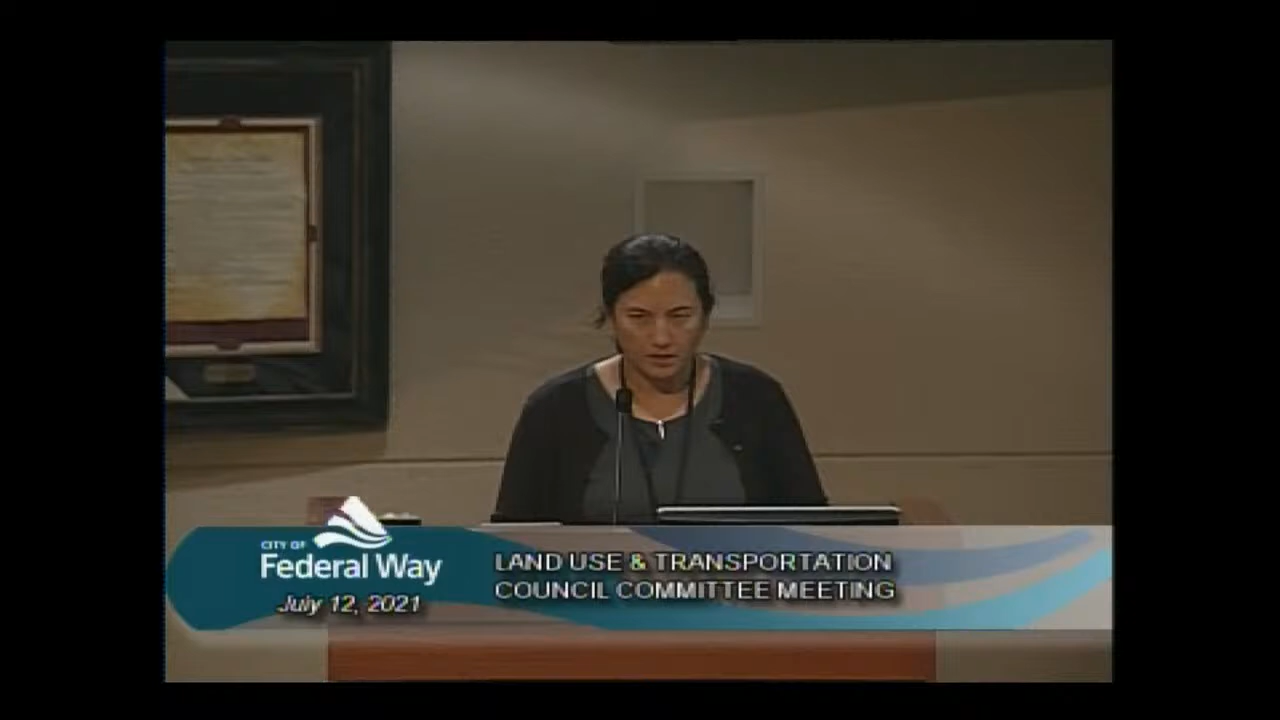 CITY OF
Federal Way
July 12, 2021
LAND USE & TRANSPORTATION
COUNCIL COMMITTEE MEETING